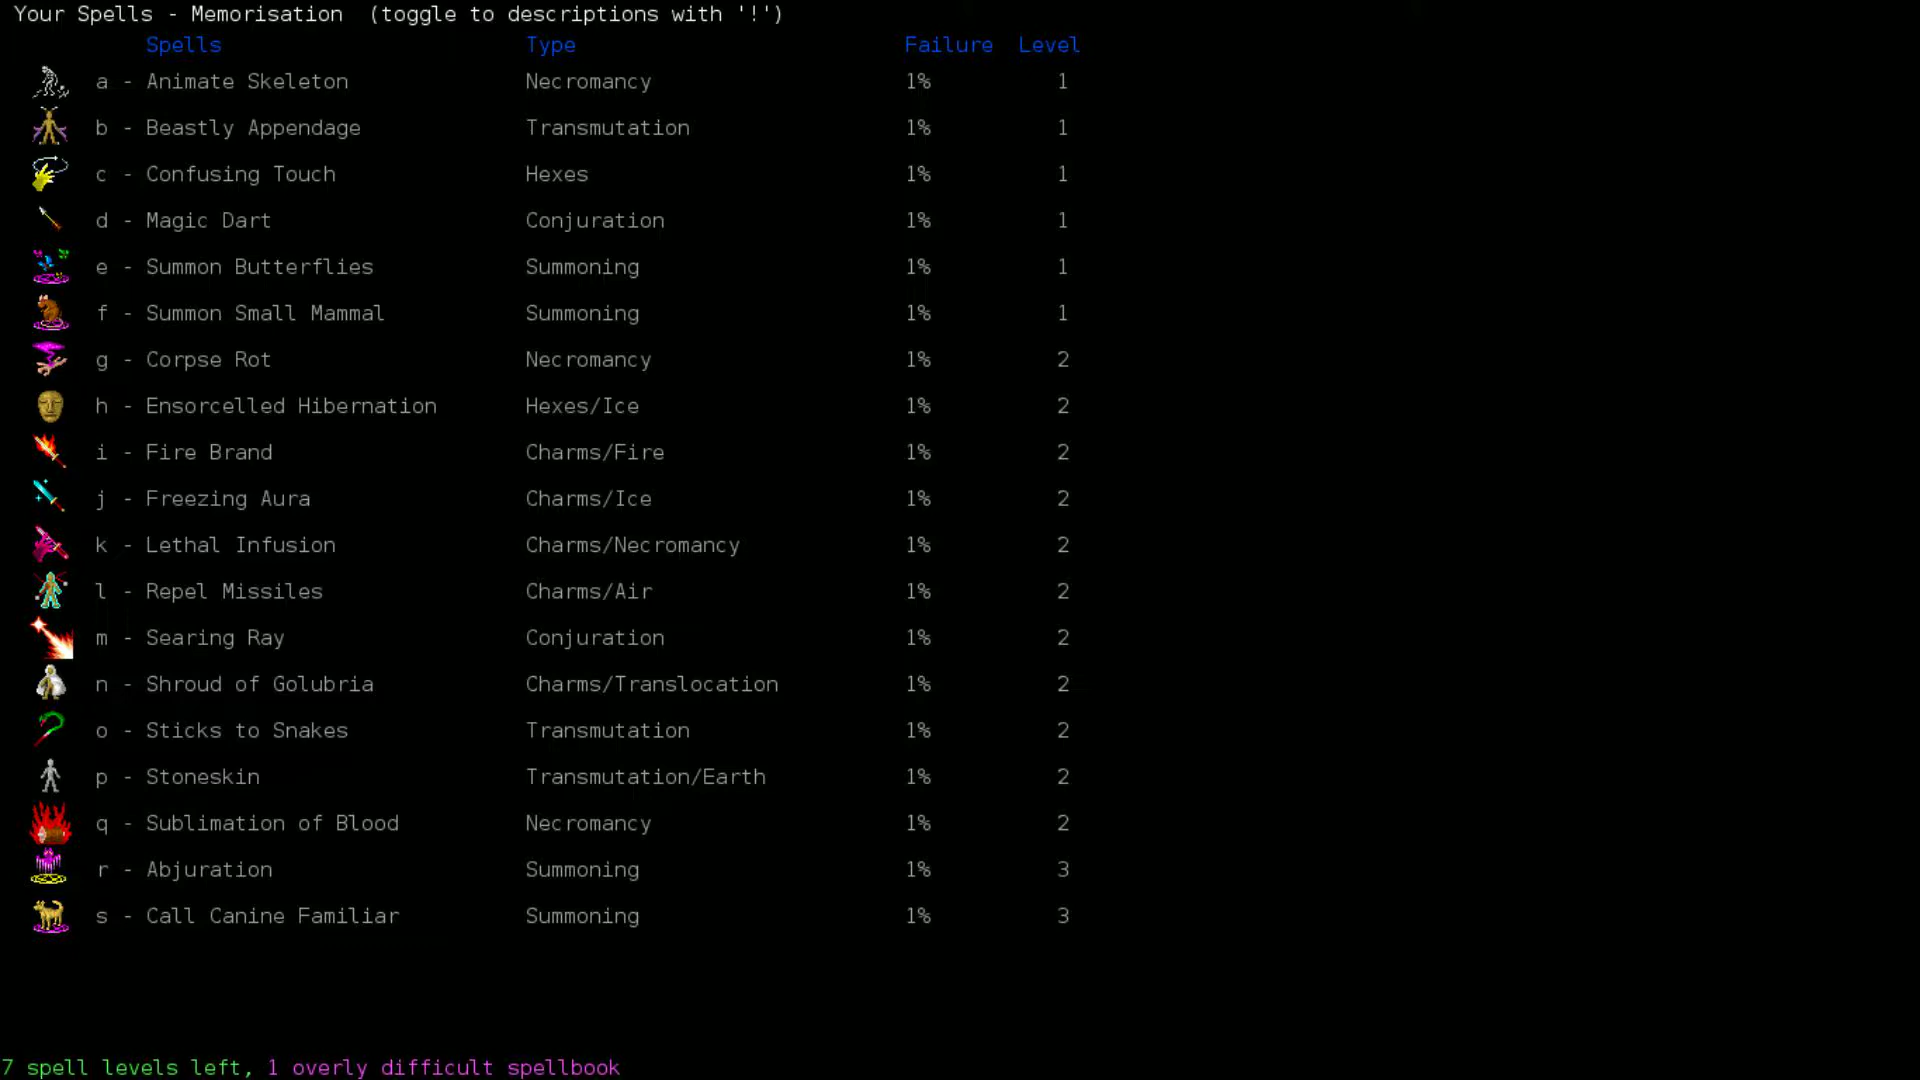 Your Spells - Memorisation  (toggle to descriptions with '!')
Spells Type Failure Level
a - Animate Skeleton Necromancy 1% 1
b - Beastly Appendage Transmutation 1% 1
c - Confusing Touch Hexes 1% 1
d - Magic Dart Conjuration 1% 1
e - Summon Butterflies Summoning 1% 1
f - Summon Small Mammal Summoning 1% 1
g - Corpse Rot Necromancy 1% 2
h - Ensorcelled Hibernation Hexes/Ice 1% 2
i - Fire Brand Charms/Fire 1% 2
j - Freezing Aura Charms/Ice 1% 2
k - Lethal Infusion Charms/Necromancy 1% 2
l - Repel Missiles Charms/Air 1% 2
m - Searing Ray Conjuration 1% 2
n - Shroud of Golubria Charms/Translocation 1% 2
o - Sticks to Snakes Transmutation 1% 2
p - Stoneskin Transmutation/Earth 1% 2
q - Sublimation of Blood Necromancy 1% 2
r - Abjuration Summoning 1% 3
s - Call Canine Familiar Summoning 1% 3
7 spell levels left, 1 overly difficult spellbook